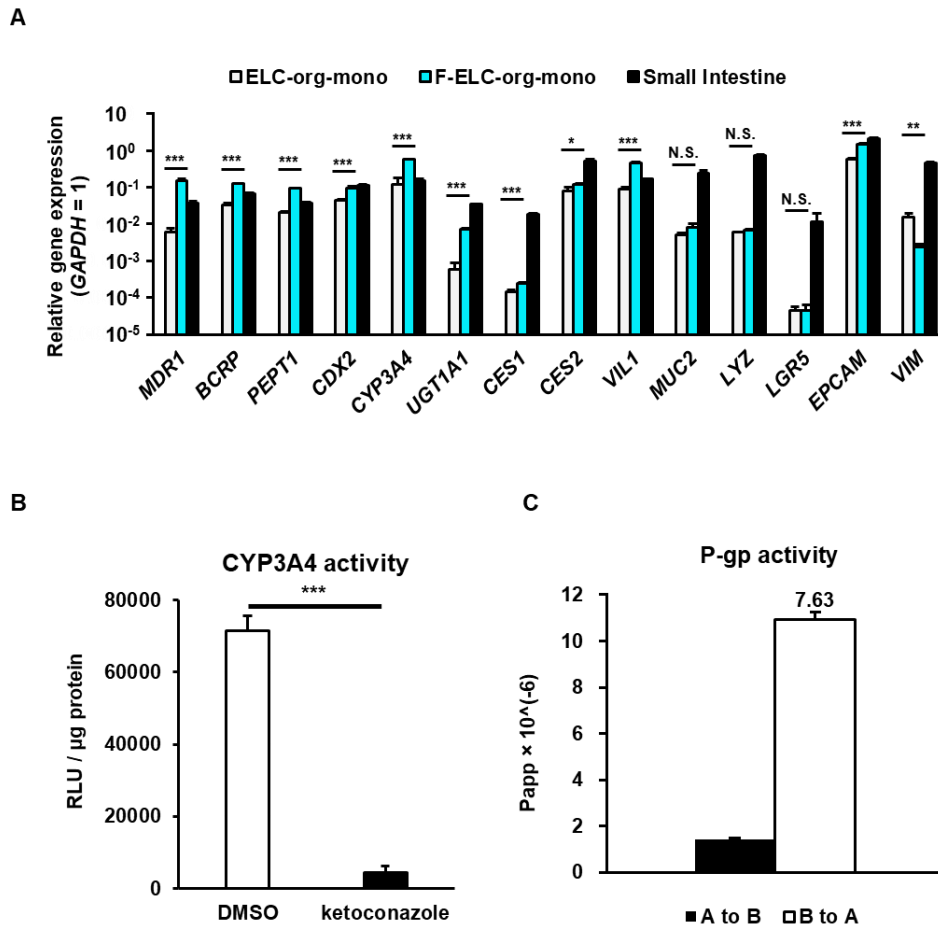 A
ELC-org-mono F-ELC-org-mono Small Intestine
Relative gene expression
(GAPDH = 1)
10
10⁰
10⁻¹
10⁻²
10⁻³
10⁻⁴
10⁻⁵
*** *** *** *** *** *** *** * *** N.S. N.S. N.S. *** **
MDR1 BCRP PEPT1 CDX2 CYP3A4 UGT1A1 CES1 CES2 VIL1 MUC2 LYZ LGR5 EPCAM VIM
B
CYP3A4 activity
***
RLU / µg protein
80000
60000
40000
20000
0
DMSO ketoconazole
C
P-gp activity
7.63
Papp × 10^(-6)
12
10
8
6
4
2
0
A to B B to A